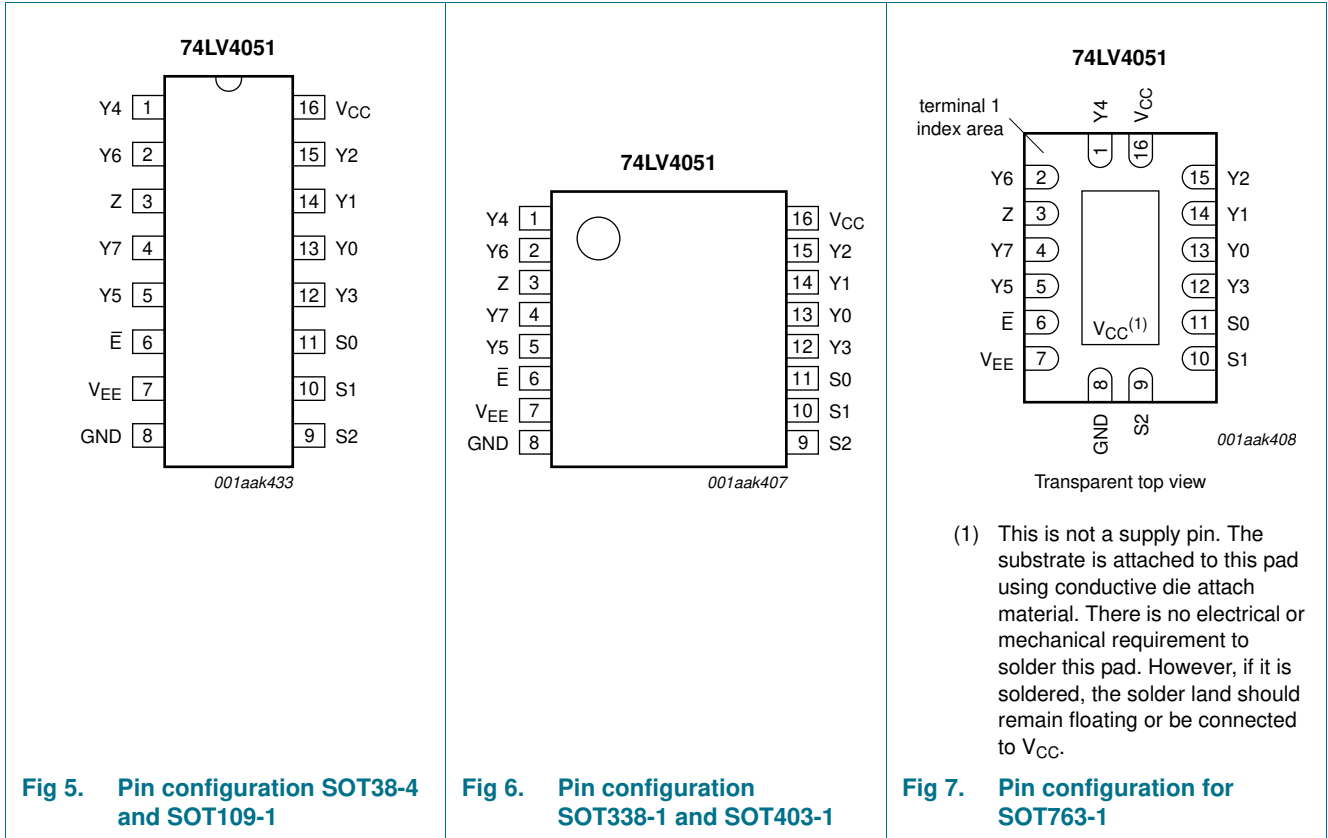 74LV4051
Y4 1
16 VCC
Y6 2
15 Y2
Z 3
14 Y1
Y7 4
13 Y0
Y5 5
12 Y3
E̅ 6
11 S0
VEE 7
10 S1
GND 8
9 S2
001aak433
Fig 5. Pin configuration SOT38-4
and SOT109-1
74LV4051
Y4 1
16 VCC
Y6 2
15 Y2
Z 3
14 Y1
Y7 4
13 Y0
Y5 5
12 Y3
E̅ 6
11 S0
VEE 7
10 S1
GND 8
9 S2
001aak407
Fig 6. Pin configuration
SOT338-1 and SOT403-1
74LV4051
terminal 1
index area
Y4
VCC
1
16
Y6 2
15 Y2
Z 3
14 Y1
Y7 4
13 Y0
Y5 5
12 Y3
E̅ 6
11 S0
VEE 7
10 S1
VCC(1)
8
9
GND
S2
001aak408
Transparent top view
(1) This is not a supply pin. The
substrate is attached to this pad
using conductive die attach
material. There is no electrical or
mechanical requirement to
solder this pad. However, if it is
soldered, the solder land should
remain floating or be connected
to VCC.
Fig 7. Pin configuration for
SOT763-1